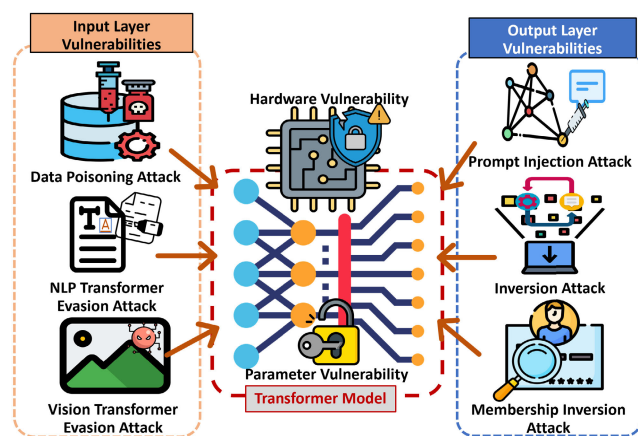 Input Layer
Vulnerabilities
Data Poisoning Attack
T
A
NLP Transformer
Evasion Attack
Vision Transformer
Evasion Attack
Hardware Vulnerability
Parameter Vulnerability
Transformer Model
Output Layer
Vulnerabilities
Prompt Injection Attack
Inversion Attack
Membership Inversion
Attack